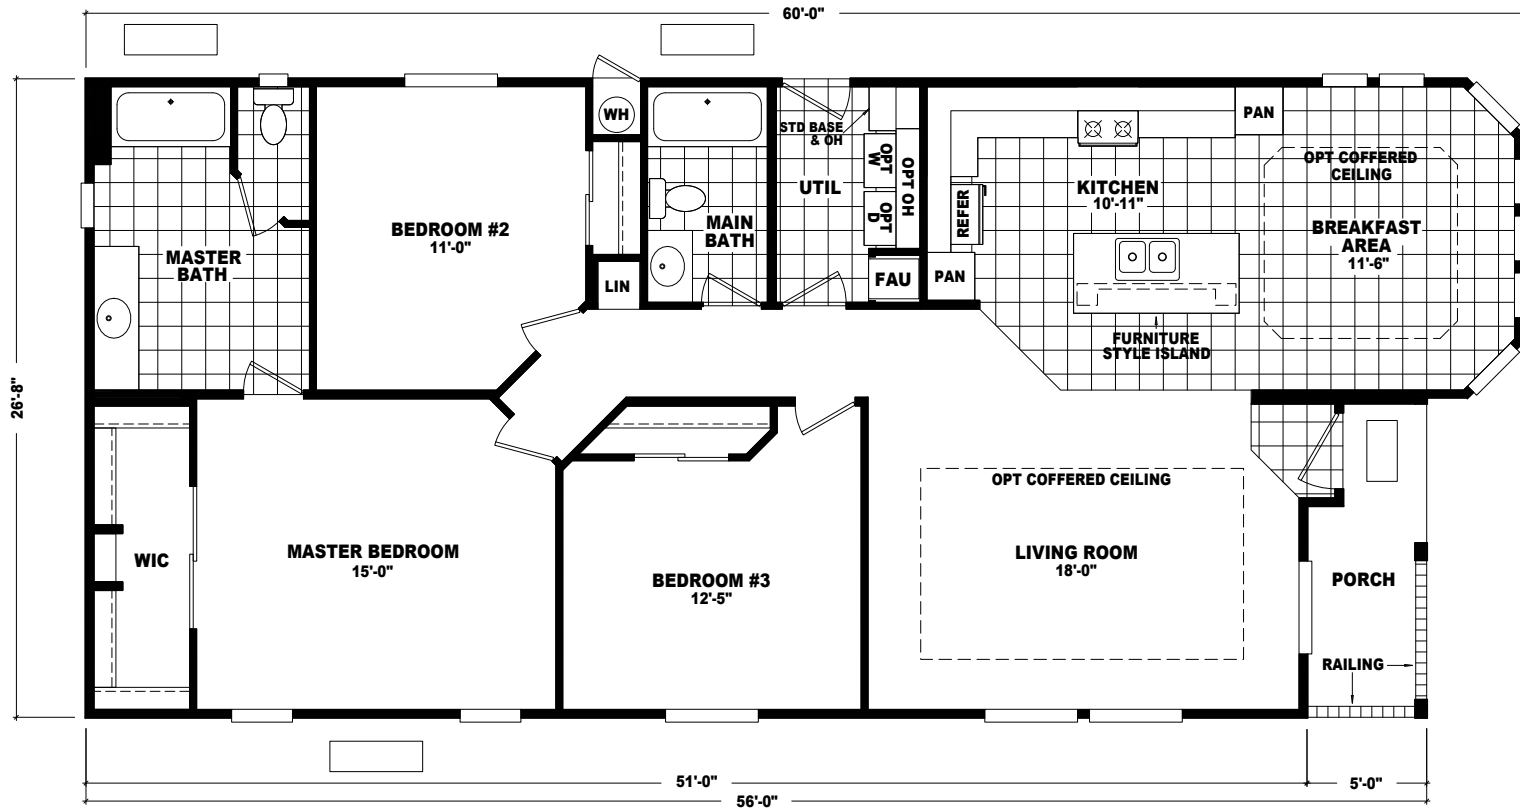 60'-0"
WH
PAN
STD BASE
& OH
OPT
W
OPT OH
OPT COFFERED
CEILING
UTIL
KITCHEN
10'-11"
REFER
OPT
D
BEDROOM #2
11'-0"
MAIN
BATH
BREAKFAST
AREA
11'-6"
MASTER
BATH
LIN
FAU
PAN
FURNITURE
STYLE ISLAND
26'-8"
OPT COFFERED CEILING
WIC
MASTER BEDROOM
15'-0"
BEDROOM #3
12'-5"
LIVING ROOM
18'-0"
PORCH
RAILING
51'-0"
5'-0"
56'-0"